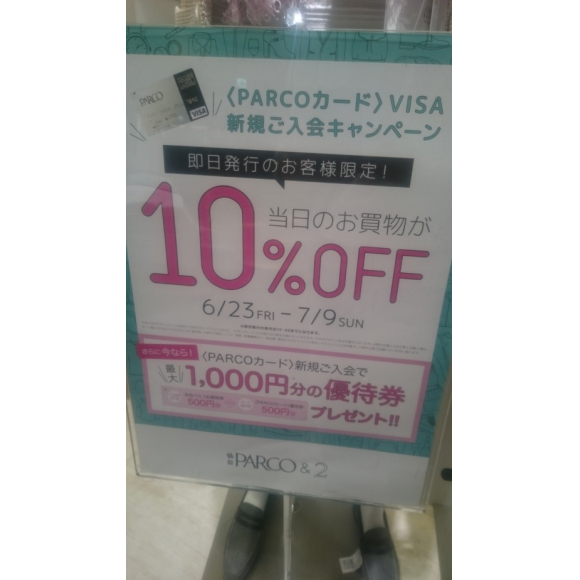 PARCO
VISA
〈PARCOカード〉VISA
新規ご入会キャンペーン
即日発行のお客様限定!
当日のお買物が
10%OFF
6/23FRI – 7/9SUN
さらに今なら!
〈PARCOカード〉新規ご入会で
最大
1,000円分の優待券
500円分
500円分
プレゼント!!
PARCO & 2